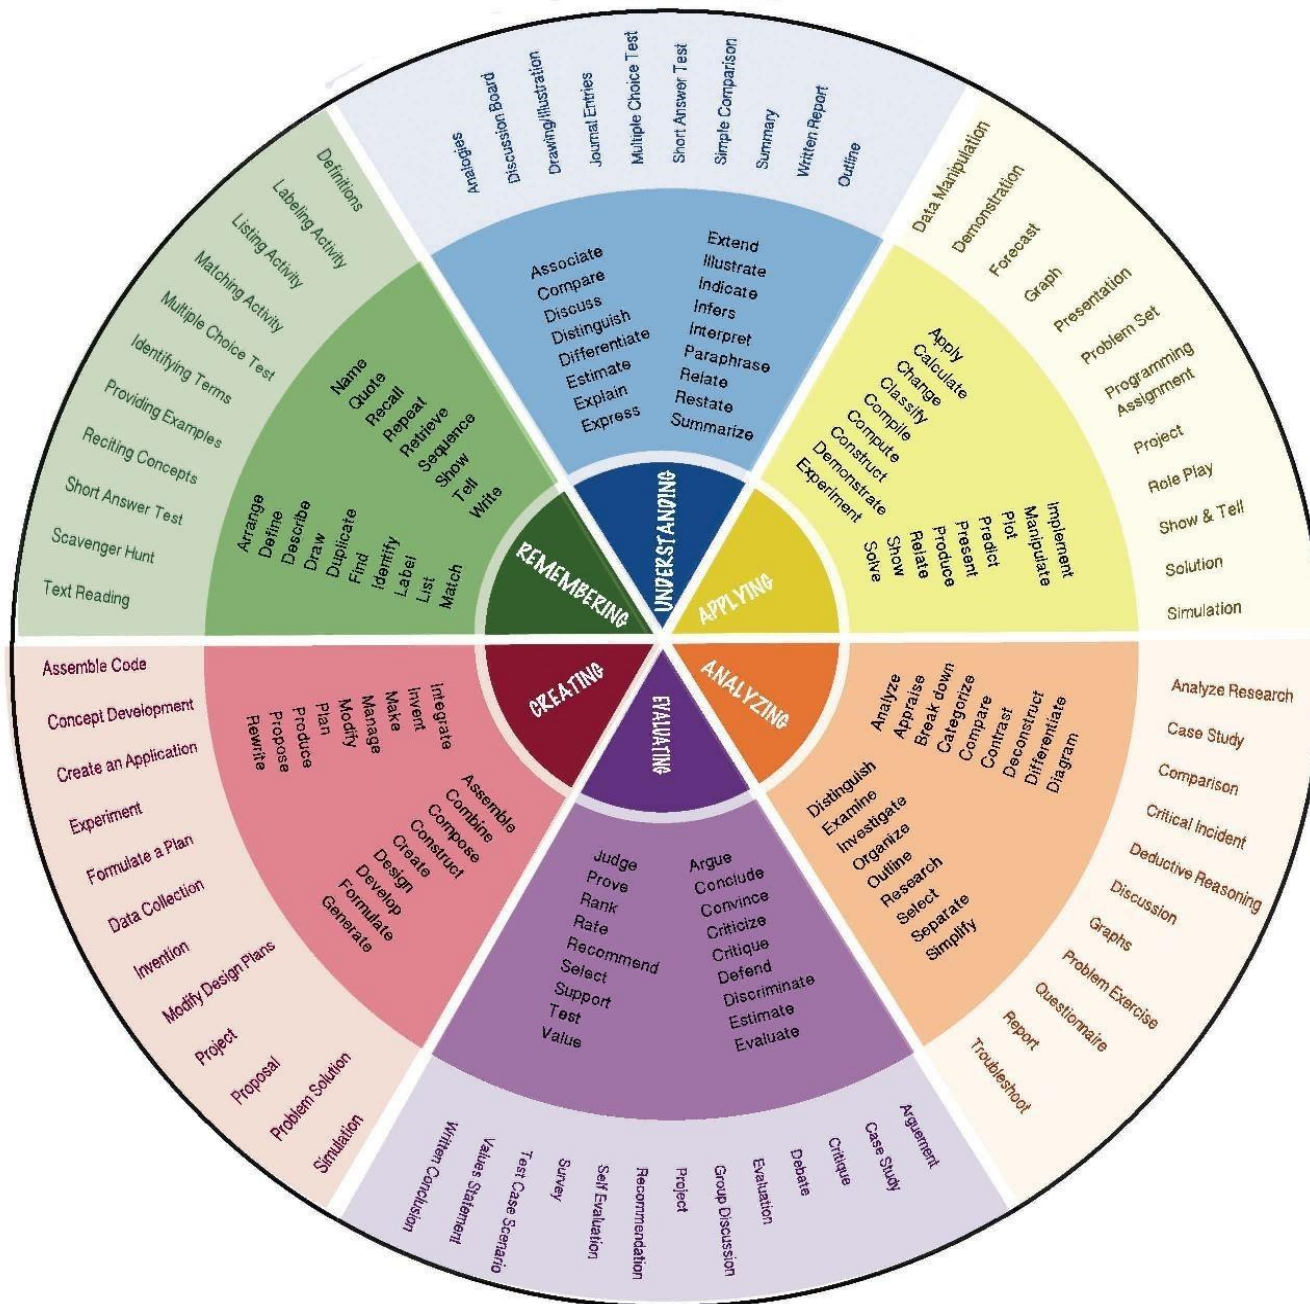 UNDERSTANDING
Associate
Compare
Discuss
Distinguish
Differentiate
Estimate
Explain
Express
Extend
Illustrate
Indicate
Infers
Interpret
Paraphrase
Relate
Restate
Summarize
Analogies
Discussion Board
Drawing/Illustration
Journal Entries
Multiple Choice Test
Short Answer Test
Simple Comparison
Summary
Written Report
Outline
APPLYING
Apply
Calculate
Change
Classify
Compile
Compute
Construct
Demonstrate
Experiment
Implement
Manipulate
Plot
Predict
Present
Produce
Relate
Show
Solve
Data Manipulation
Demonstration
Forecast
Graph
Presentation
Problem Set
Programming
Assignment
Project
Role Play
Show & Tell
Solution
Simulation
ANALYZING
Analyze
Appraise
Break down
Categorize
Compare
Contrast
Deconstruct
Differentiate
Diagram
Distinguish
Examine
Investigate
Organize
Outline
Research
Select
Separate
Simplify
Analyze Research
Case Study
Comparison
Critical Incident
Deductive Reasoning
Discussion
Graphs
Problem Exercise
Questionnaire
Report
Troubleshoot
EVALUATING
Argue
Conclude
Convince
Criticize
Critique
Defend
Discriminate
Estimate
Evaluate
Judge
Prove
Rank
Rate
Recommend
Select
Support
Test
Value
Arguement
Case Study
Critique
Debate
Evaluation
Group Discussion
Project
Recommendation
Self Evaluation
Survey
Test Case Scenario
Values Statement
Written Conclusion
CREATING
Assemble
Combine
Compose
Construct
Create
Design
Develop
Formulate
Generate
Integrate
Invent
Make
Manage
Modify
Plan
Produce
Propose
Rewrite
Assemble Code
Concept Development
Create an Application
Experiment
Formulate a Plan
Data Collection
Invention
Modify Design Plans
Project
Proposal
Problem Solution
Simulation
REMEMBERING
Arrange
Define
Describe
Draw
Duplicate
Find
Identify
Label
List
Match
Name
Quote
Recall
Repeat
Retrieve
Sequence
Show
Tell
Write
Definitions
Labeling Activity
Listing Activity
Matching Activity
Multiple Choice Test
Identifying Terms
Providing Examples
Reciting Concepts
Short Answer Test
Scavenger Hunt
Text Reading